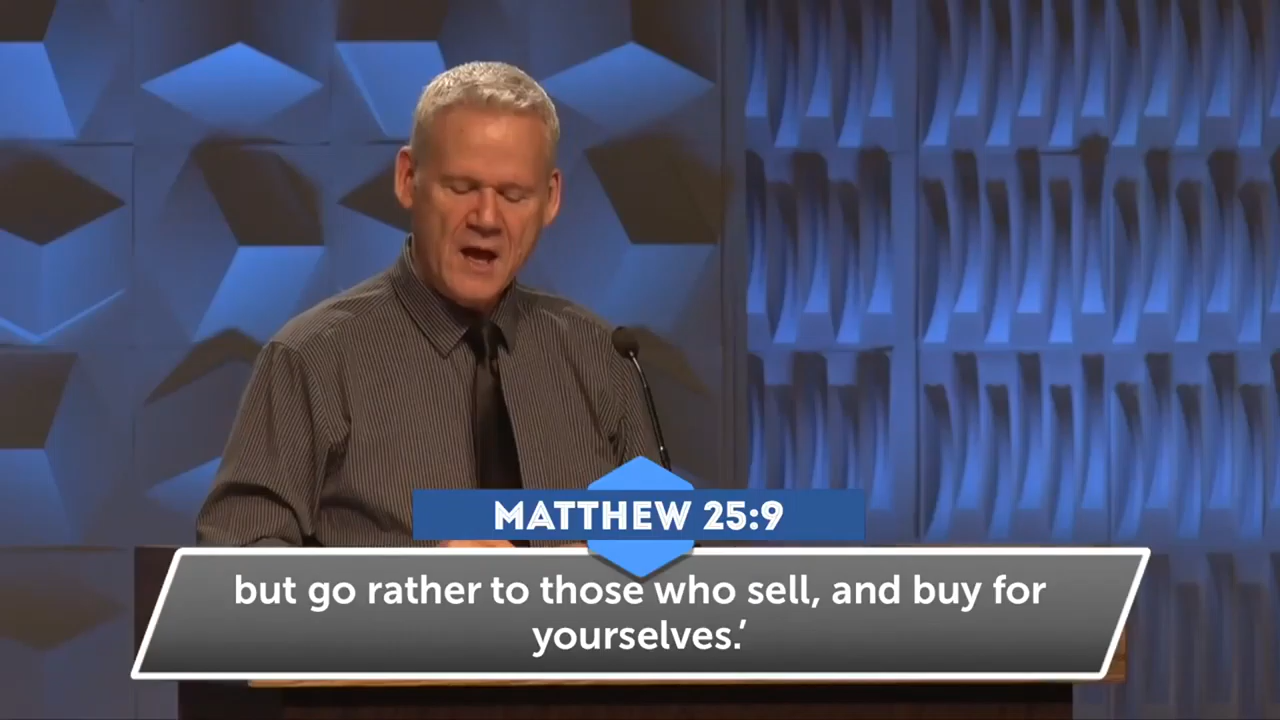 MATTHEW 25:9
but go rather to those who sell, and buy for
yourselves.’